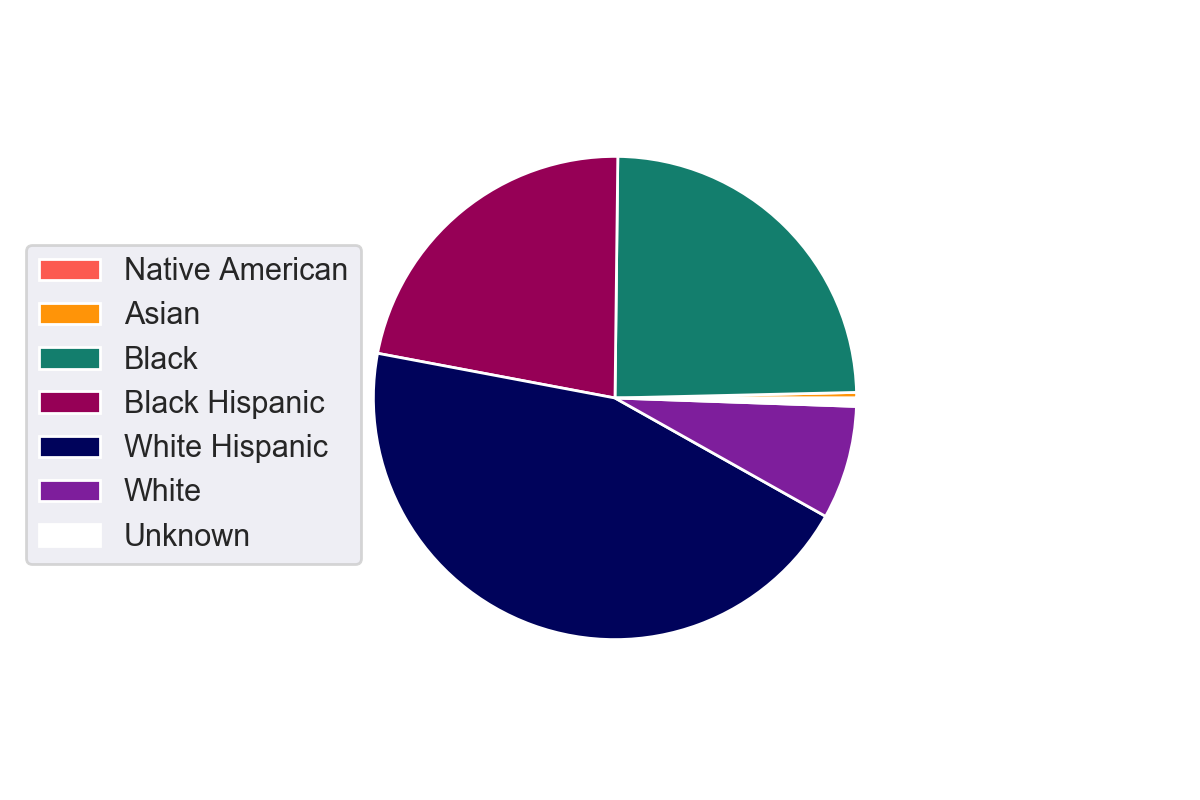 Native American
Asian
Black
Black Hispanic
White Hispanic
White
Unknown